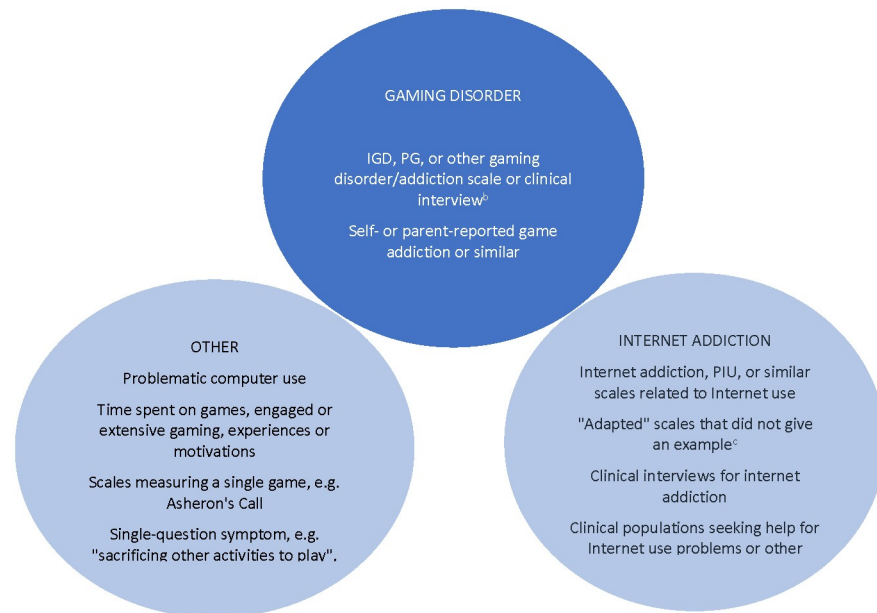 GAMING DISORDER
IGD, PG, or other gaming
disorder/addiction scale or clinical
interviewᵇ
Self- or parent-reported game
addiction or similar
OTHER
Problematic computer use
Time spent on games, engaged or
extensive gaming, experiences or
motivations
Scales measuring a single game, e.g.
Asheron's Call
Single-question symptom, e.g.
"sacrificing other activities to play",
INTERNET ADDICTION
Internet addiction, PIU, or similar
scales related to Internet use
"Adapted" scales that did not give
an exampleᶜ
Clinical interviews for internet
addiction
Clinical populations seeking help for
Internet use problems or other